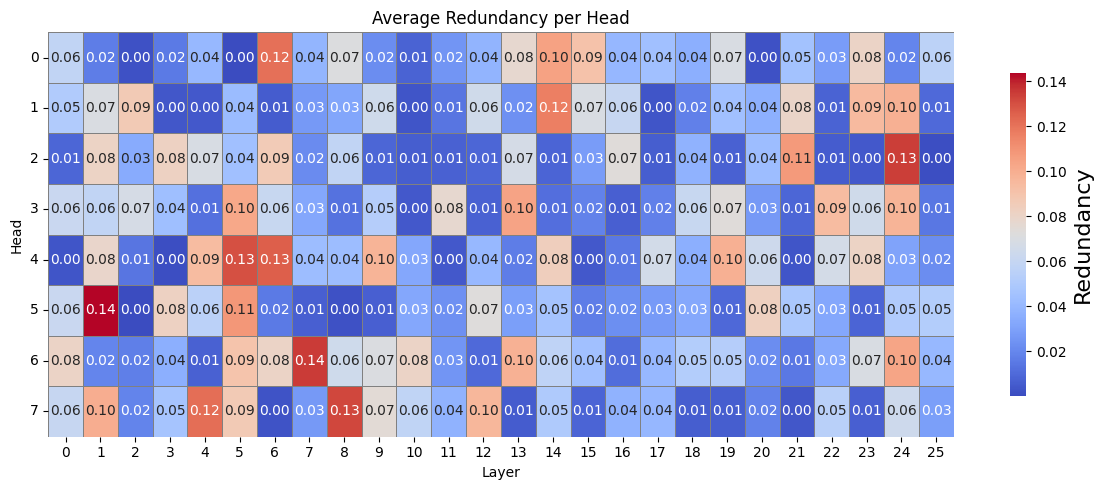 Average Redundancy per Head
0 0.06 0.02 0.00 0.02 0.04 0.00 0.12 0.04 0.07 0.02 0.01 0.02 0.04 0.08 0.10 0.09 0.04 0.04 0.04 0.07 0.00 0.05 0.03 0.08 0.02 0.06
1 0.05 0.07 0.09 0.00 0.00 0.04 0.01 0.03 0.03 0.06 0.00 0.01 0.06 0.02 0.12 0.07 0.06 0.00 0.02 0.04 0.04 0.08 0.01 0.09 0.10 0.01
2 0.01 0.08 0.03 0.08 0.07 0.04 0.09 0.02 0.06 0.01 0.01 0.01 0.01 0.07 0.01 0.03 0.07 0.01 0.04 0.01 0.04 0.11 0.01 0.00 0.13 0.00
3 0.06 0.06 0.07 0.04 0.01 0.10 0.06 0.03 0.01 0.05 0.00 0.08 0.01 0.10 0.01 0.02 0.01 0.02 0.06 0.07 0.03 0.01 0.09 0.06 0.10 0.01
4 0.00 0.08 0.01 0.00 0.09 0.13 0.13 0.04 0.04 0.10 0.03 0.00 0.04 0.02 0.08 0.00 0.01 0.07 0.04 0.10 0.06 0.00 0.07 0.08 0.03 0.02
5 0.06 0.14 0.00 0.08 0.06 0.11 0.02 0.01 0.00 0.01 0.03 0.02 0.07 0.03 0.05 0.02 0.02 0.03 0.03 0.01 0.08 0.05 0.03 0.01 0.05 0.05
6 0.08 0.02 0.02 0.04 0.01 0.09 0.08 0.14 0.06 0.07 0.08 0.03 0.01 0.10 0.06 0.04 0.01 0.04 0.05 0.05 0.02 0.01 0.03 0.07 0.10 0.04
7 0.06 0.10 0.02 0.05 0.12 0.09 0.00 0.03 0.13 0.07 0.06 0.04 0.10 0.01 0.05 0.01 0.04 0.04 0.01 0.01 0.02 0.00 0.05 0.01 0.06 0.03
0 1 2 3 4 5 6 7 8 9 10 11 12 13 14 15 16 17 18 19 20 21 22 23 24 25
Layer
Head
0.14
0.12
0.10
0.08
0.06
0.04
0.02
Redundancy